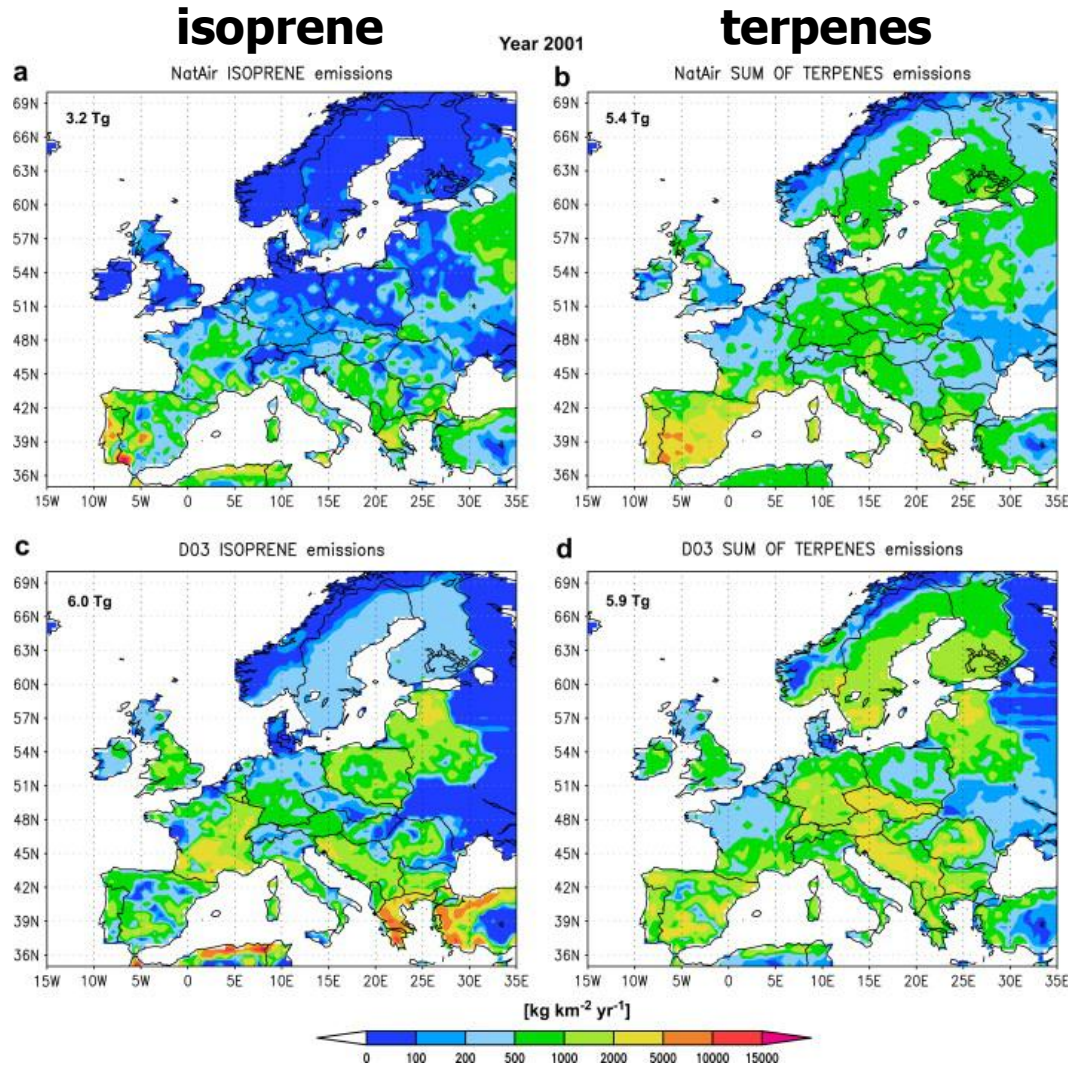 isoprene
terpenes
Year 2001
a
NatAir ISOPRENE emissions
3.2 Tg
69N
66N
63N
60N
57N
54N
51N
48N
45N
42N
39N
36N
15W 10W 5W 0 5E 10E 15E 20E 25E 30E 35E
b
NatAir SUM OF TERPENES emissions
5.4 Tg
69N
66N
63N
60N
57N
54N
51N
48N
45N
42N
39N
36N
15W 10W 5W 0 5E 10E 15E 20E 25E 30E 35E
c
D03 ISOPRENE emissions
6.0 Tg
69N
66N
63N
60N
57N
54N
51N
48N
45N
42N
39N
36N
15W 10W 5W 0 5E 10E 15E 20E 25E 30E 35E
d
D03 SUM OF TERPENES emissions
5.9 Tg
69N
66N
63N
60N
57N
54N
51N
48N
45N
42N
39N
36N
15W 10W 5W 0 5E 10E 15E 20E 25E 30E 35E
[kg km⁻² yr⁻¹]
0 100 200 500 1000 2000 5000 10000 15000